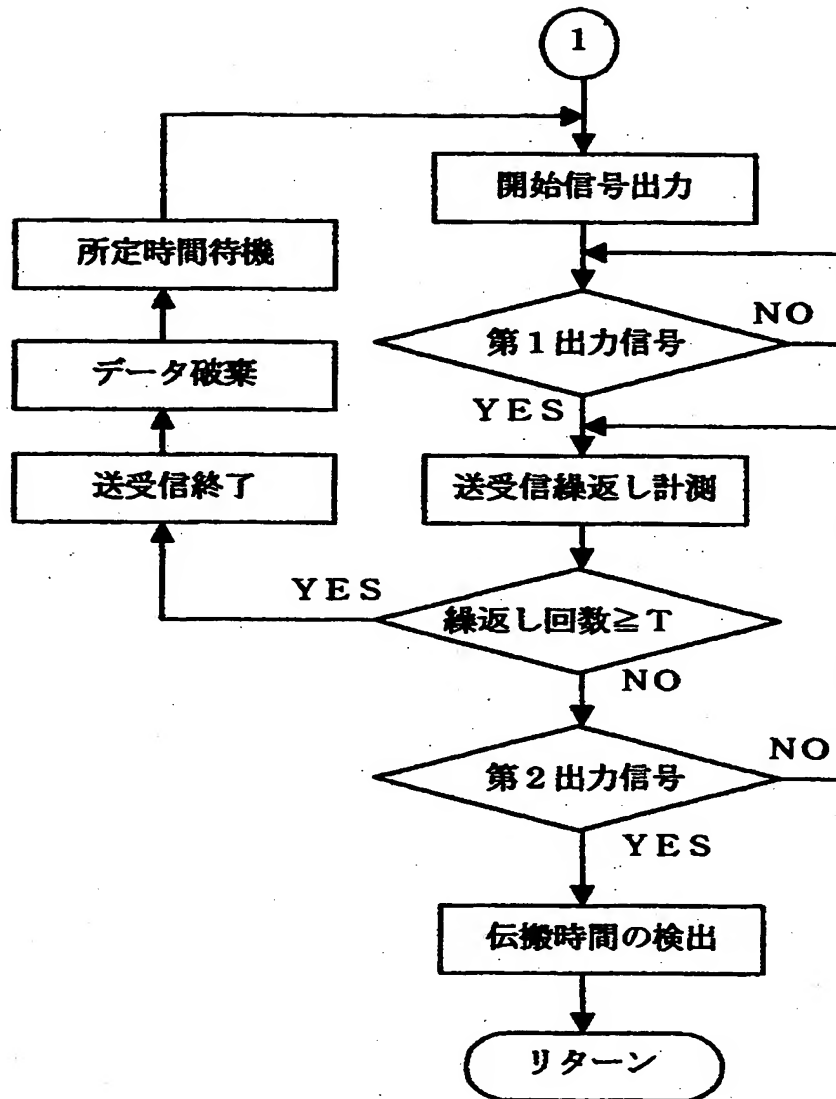 1
開始信号出力
所定時間待機
第1出力信号
NO
データ破棄
YES
送受信終了
送受信繰返し計測
YES
繰返し回数≧T
NO
第2出力信号
NO
YES
伝搬時間の検出
リターン